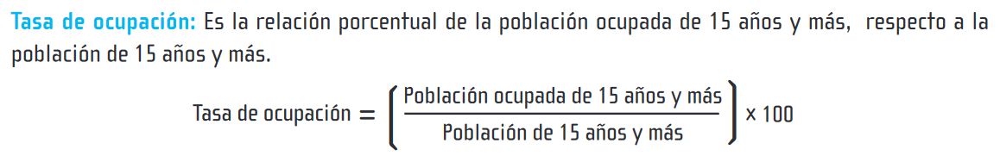 Tasa de ocupación: Es la relación porcentual de la población ocupada de 15 años y más, respecto a la
población de 15 años y más.
Tasa de ocupación = ( Población ocupada de 15 años y más
Población de 15 años y más ) x 100